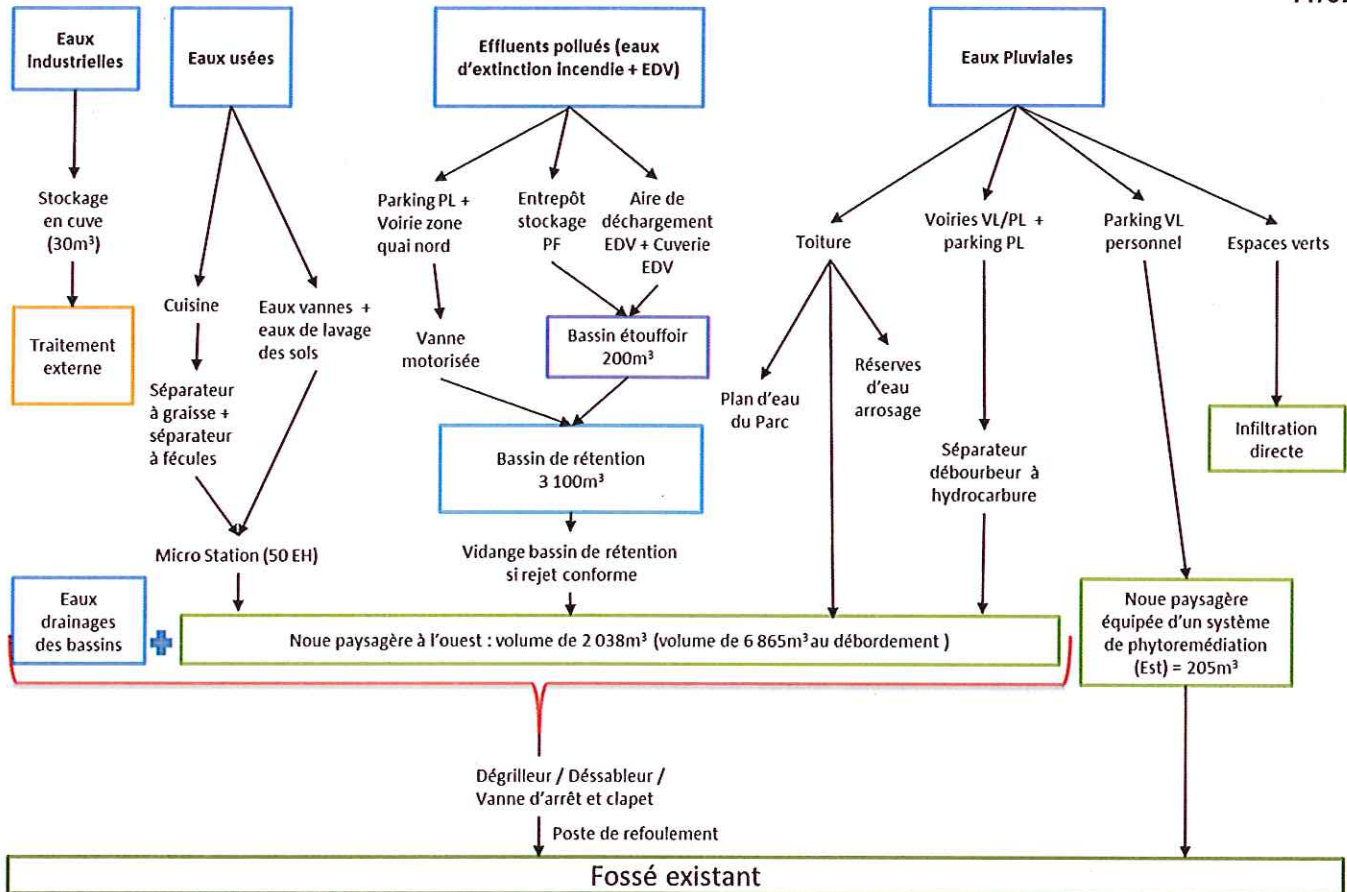 Eaux
industrielles
Eaux usées
Effluents pollués (eaux
d'extinction incendie + EDV)
Eaux Pluviales
Stockage
en cuve
(30m³)
Parking PL +
Voirie zone
quai nord
Entrepôt
stockage
PF
Aire de
déchargement
EDV + Cuverie
EDV
Toiture
Voiries VL/PL +
parking PL
Parking VL
personnel
Espaces verts
Traitement
externe
Cuisine
Eaux vannes +
eaux de lavage
des sols
Vanne
motorisée
Bassin étouffoir
200m³
Plan d'eau
du Parc
Réserves
d'eau
arrosage
Séparateur
à graisse +
séparateur
à fécules
Bassin de rétention
3 100m³
Séparateur
débourbeur à
hydrocarbure
Infiltration
directe
Micro Station (50 EH)
Vidange bassin de rétention
si rejet conforme
Eaux
drainages
des bassins
Noue paysagère à l'ouest : volume de 2 038m³ (volume de 6 865m³ au débordement )
Noue paysagère
équipée d'un système
de phytoremédiation
(Est) = 205m³
Dégrilleur / Déssableur /
Vanne d'arrêt et clapet
Poste de refoulement
Fossé existant